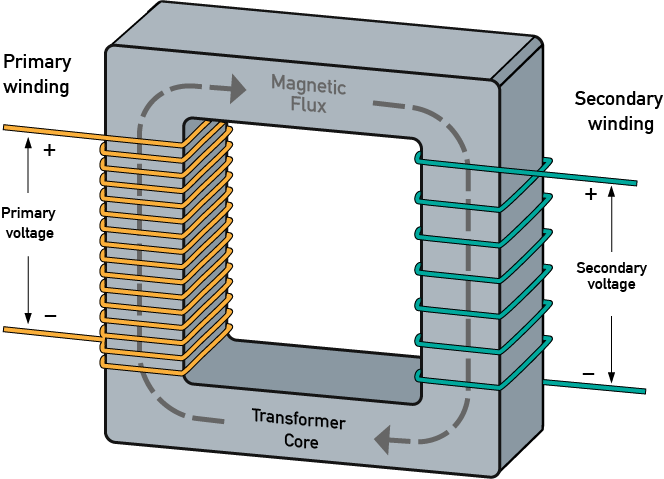 Primary
winding
Magnetic
Flux
Secondary
winding
+
+
Primary
voltage
Secondary
voltage
–
–
Transformer
Core